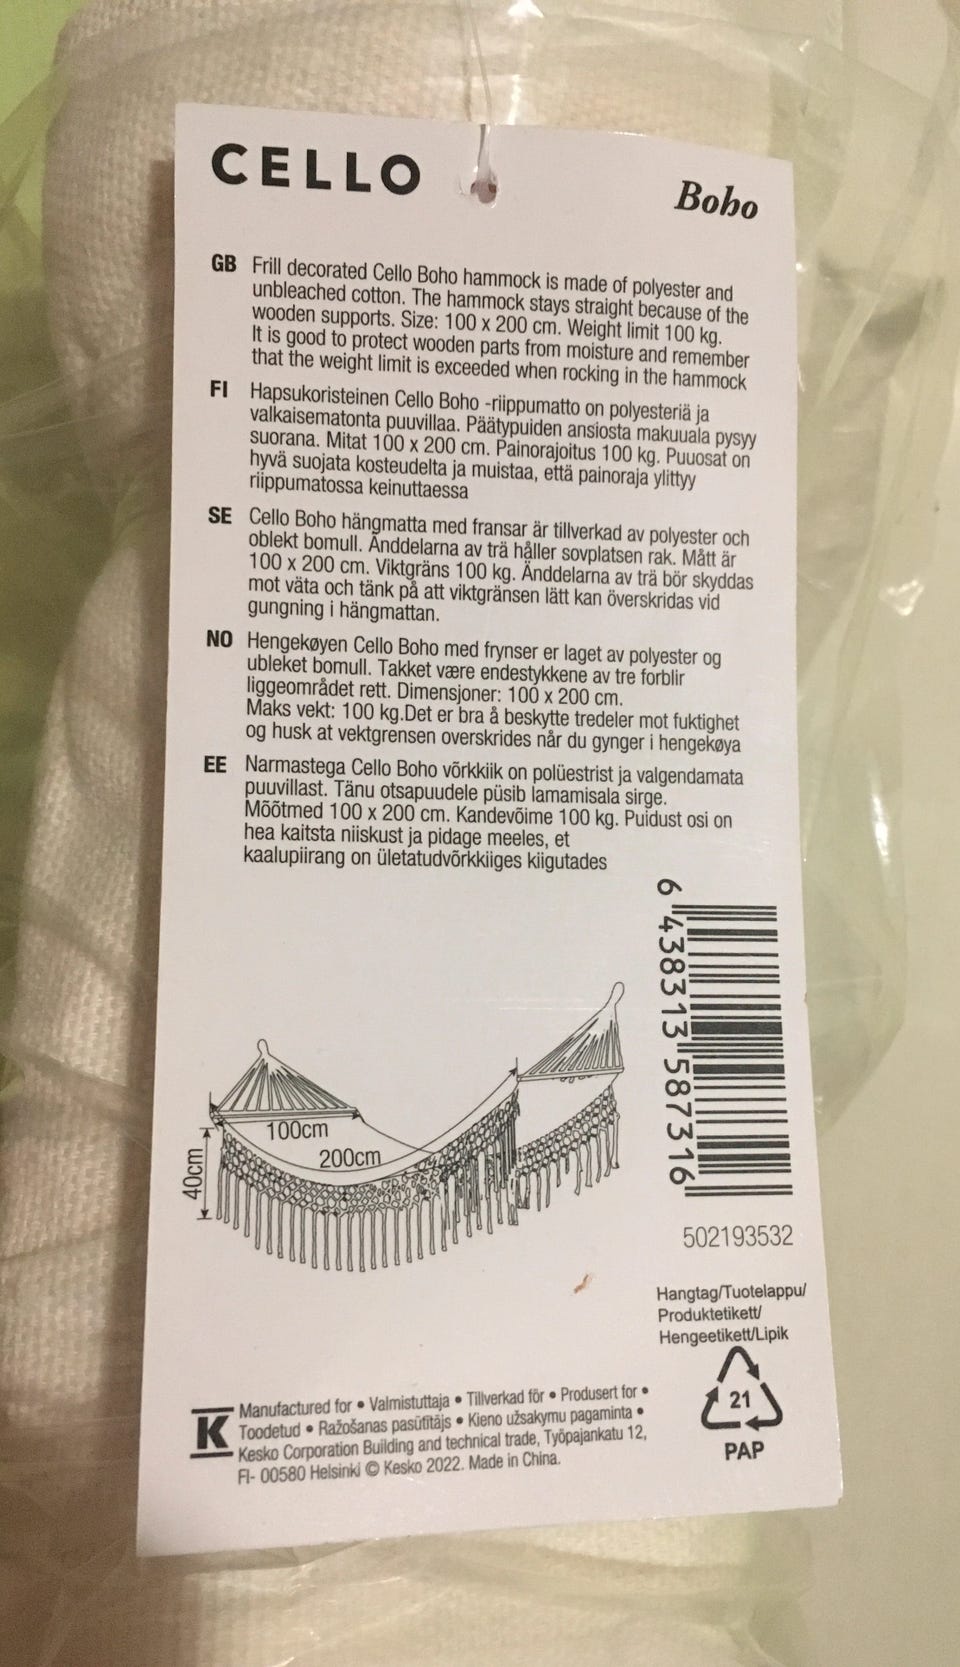 CELLO
Boho
GB Frill decorated Cello Boho hammock is made of polyester and
unbleached cotton. The hammock stays straight because of the
wooden supports. Size: 100 x 200 cm. Weight limit 100 kg.
It is good to protect wooden parts from moisture and remember
that the weight limit is exceeded when rocking in the hammock
FI Hapsukoristeinen Cello Boho -riippumatto on polyesteriä ja
valkaisematonta puuvillaa. Päätypuiden ansiosta makuuala pysyy
suorana. Mitat 100 x 200 cm. Painorajoitus 100 kg. Puuosat on
hyvä suojata kosteudelta ja muistaa, että painoraja ylittyy
riippumatossa keinuttaessa
SE Cello Boho hängmatta med fransar är tillverkad av polyester och
oblekt bomull. Änddelarna av trä håller sovplatsen rak. Mått är
100 x 200 cm. Viktgräns 100 kg. Änddelarna av trä bör skyddas
mot väta och tänk på att viktgränsen lätt kan överskridas vid
gungning i hängmattan.
NO Hengekøyen Cello Boho med frynser er laget av polyester og
ubleket bomull. Takket være endestykkene av tre forblir
liggeområdet rett. Dimensjoner: 100 x 200 cm.
Maks vekt: 100 kg.Det er bra å beskytte tredeler mot fuktighet
og husk at vektgrensen overskrides når du gynger i hengekøya
EE Narmastega Cello Boho võrkkiik on polüestrist ja valgendamata
puuvillast. Tänu otsapuudele püsib lamamisala sirge.
Mõõtmed 100 x 200 cm. Kandevõime 100 kg. Puidust osi on
hea kaitsta niiskust ja pidage meeles, et
kaalupiirang on ületatudvõrkkiiges kiigutades
6 438313 587316
100cm
200cm
40cm
502193532
Hangtag/Tuotelappu/
Produktetikett/
Hengeetikett/Lipik
21
PAP
K
Manufactured for • Valmistuttaja • Tillverkad för • Produsert for •
Toodetud • Ražošanas pasūtītājs • Kieno užsakymu pagaminta •
Kesko Corporation Building and technical trade, Työpajankatu 12,
FI- 00580 Helsinki © Kesko 2022. Made in China.